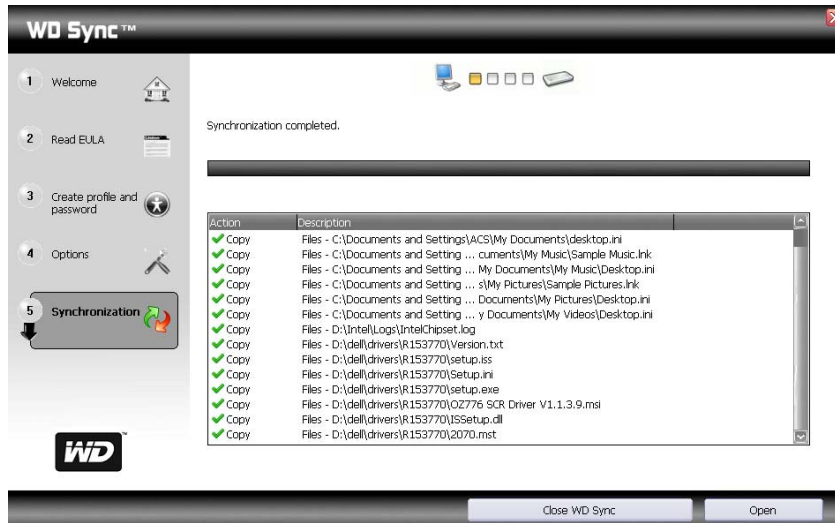 WD Sync™
1 Welcome
2 Read EULA
3 Create profile and
password
4 Options
5 Synchronization
WD
Synchronization completed.
Action Description
Copy Files - C:\Documents and Settings\ACS\My Documents\desktop.ini
Copy Files - C:\Documents and Setting ... cuments\My Music\Sample Music.lnk
Copy Files - C:\Documents and Setting ... My Documents\My Music\Desktop.ini
Copy Files - C:\Documents and Setting ... s\My Pictures\Sample Pictures.lnk
Copy Files - C:\Documents and Setting ... Documents\My Pictures\Desktop.ini
Copy Files - C:\Documents and Setting ... y Documents\My Videos\Desktop.ini
Copy Files - D:\Intel\Logs\IntelChipset.log
Copy Files - D:\dell\drivers\R153770\Version.txt
Copy Files - D:\dell\drivers\R153770\setup.iss
Copy Files - D:\dell\drivers\R153770\Setup.ini
Copy Files - D:\dell\drivers\R153770\setup.exe
Copy Files - D:\dell\drivers\R153770\OZ776 SCR Driver V1.1.3.9.msi
Copy Files - D:\dell\drivers\R153770\ISSetup.dll
Copy Files - D:\dell\drivers\R153770\2070.mst
Close WD Sync Open